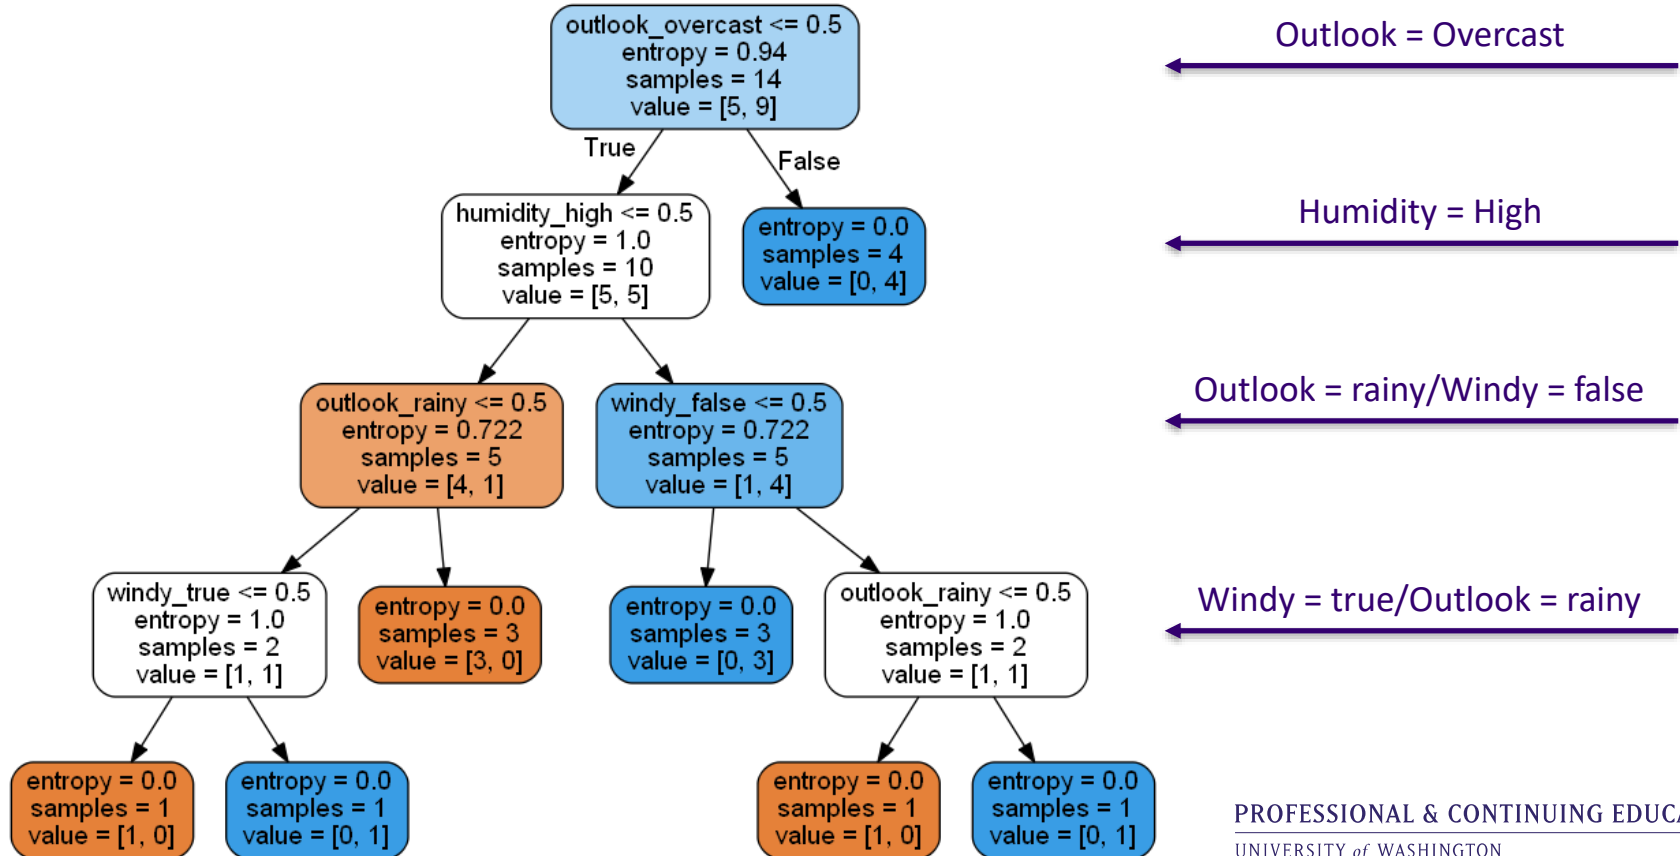 outlook_overcast <= 0.5
entropy = 0.94
samples = 14
value = [5, 9]
Outlook = Overcast
True
False
humidity_high <= 0.5
entropy = 1.0
samples = 10
value = [5, 5]
entropy = 0.0
samples = 4
value = [0, 4]
Humidity = High
outlook_rainy <= 0.5
entropy = 0.722
samples = 5
value = [4, 1]
windy_false <= 0.5
entropy = 0.722
samples = 5
value = [1, 4]
Outlook = rainy/Windy = false
windy_true <= 0.5
entropy = 1.0
samples = 2
value = [1, 1]
entropy = 0.0
samples = 3
value = [3, 0]
entropy = 0.0
samples = 3
value = [0, 3]
outlook_rainy <= 0.5
entropy = 1.0
samples = 2
value = [1, 1]
Windy = true/Outlook = rainy
entropy = 0.0
samples = 1
value = [1, 0]
entropy = 0.0
samples = 1
value = [0, 1]
entropy = 0.0
samples = 1
value = [1, 0]
entropy = 0.0
samples = 1
value = [0, 1]
PROFESSIONAL & CONTINUING EDUCA
UNIVERSITY of WASHINGTON